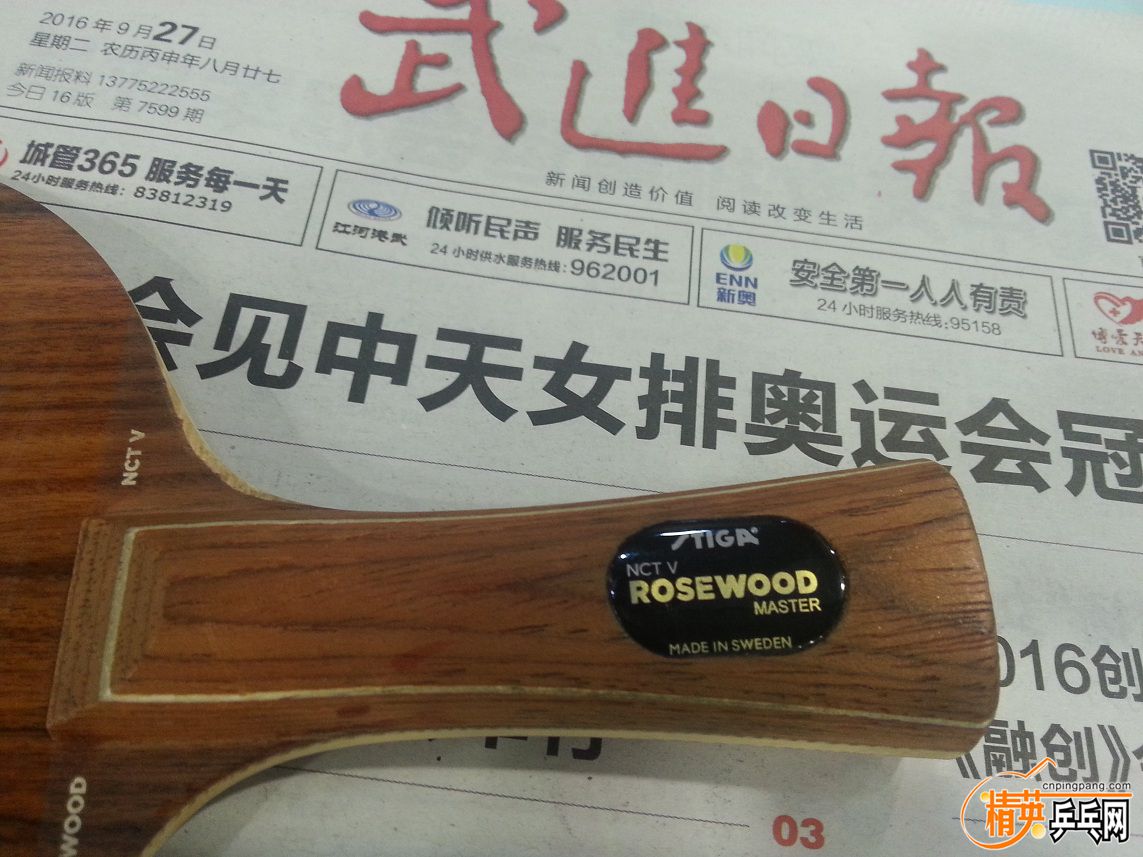 2016年9月27日
星期二 农历丙申年八月廿七
新闻报料 13775222555
今日16版 第7599期
武進日報
新闻创造价值 阅读改变生活
城管365 服务每一天
24小时服务热线：83812319
江河港武
倾听民声 服务民生
24小时供水服务热线：962001
ENN
新奥
安全第一人人有责
24小时服务热线：95158
博爱
LOVE
会见中天女排奥运会冠
NCT V
STIGA
NCT V
ROSEWOOD
MASTER
MADE IN SWEDEN
WOOD
016创
《融创》
03
cnpingpang.com
精英乒乓网